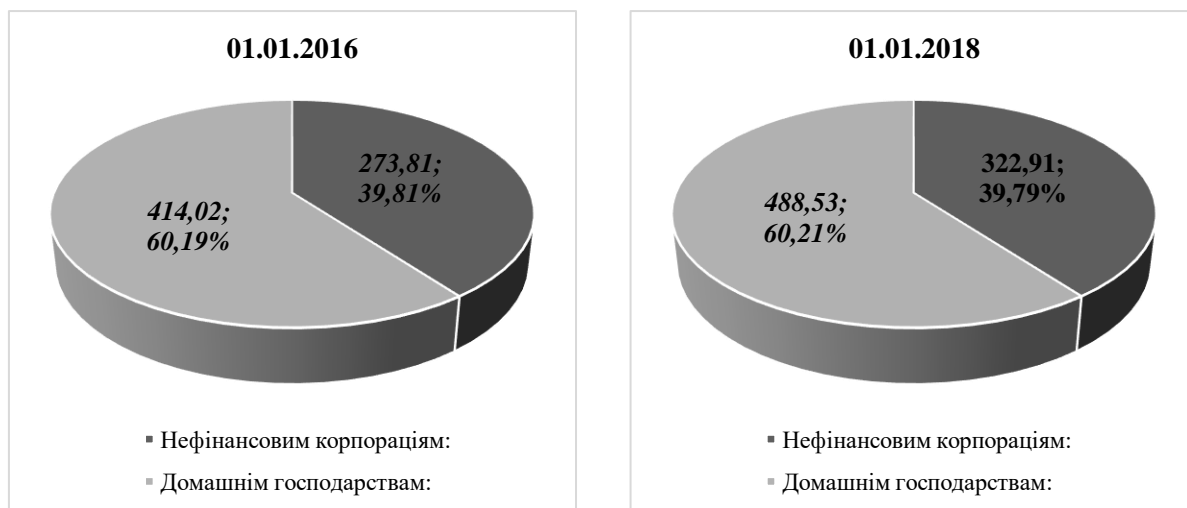 01.01.2016
273,81;
39,81%
414,02;
60,19%
▪ Нефінансовим корпораціям:
▪ Домашнім господарствам:
01.01.2018
322,91;
39,79%
488,53;
60,21%
▪ Нефінансовим корпораціям:
▪ Домашнім господарствам: